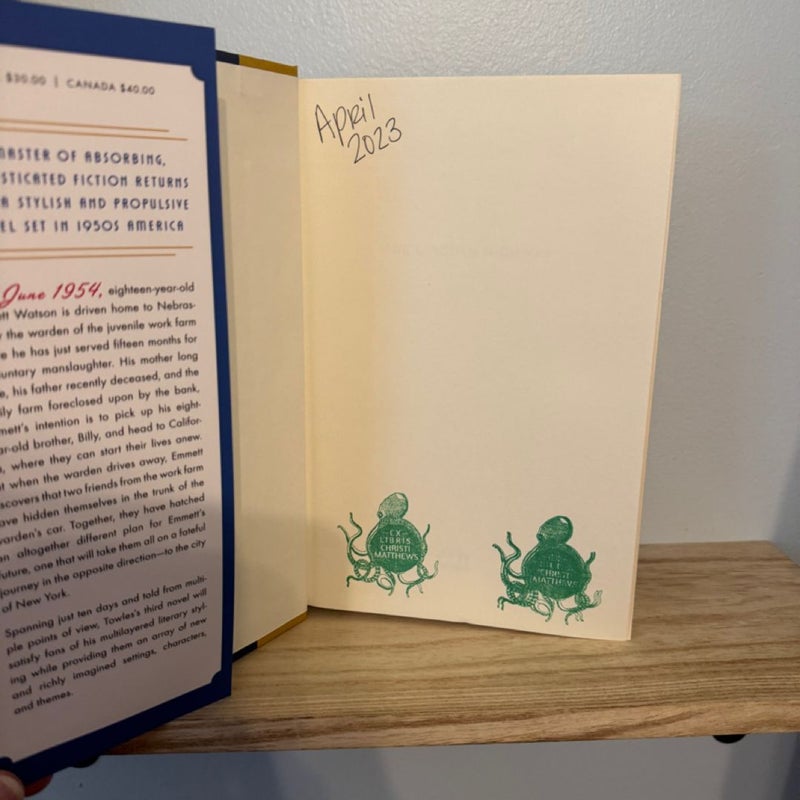 $30.00 | CANADA $40.00
MASTER OF ABSORBING,
STICATED FICTION RETURNS
A STYLISH AND PROPULSIVE
EL SET IN 1950S AMERICA
June 1954, eighteen-year-old
tt Watson is driven home to Nebras-
y the warden of the juvenile work farm
e he has just served fifteen months for
untary manslaughter. His mother long
e, his father recently deceased, and the
ily farm foreclosed upon by the bank,
mett's intention is to pick up his eight-
ar-old brother, Billy, and head to Califor-
, where they can start their lives anew.
t when the warden drives away, Emmett
scovers that two friends from the work farm
ave hidden themselves in the trunk of the
arden's car. Together, they have hatched
n altogether different plan for Emmett's
uture, one that will take them all on a fateful
journey in the opposite direction—to the city
of New York.
Spanning just ten days and told from multi-
ple points of view, Towles's third novel will
satisfy fans of his multilayered literary styl-
ing while providing them an array of new
and richly imagined settings, characters,
and themes.
April
2023
EX
LIBRIS
CHRISTI
MATTHEWS
CHRISTI
MATTHEWS